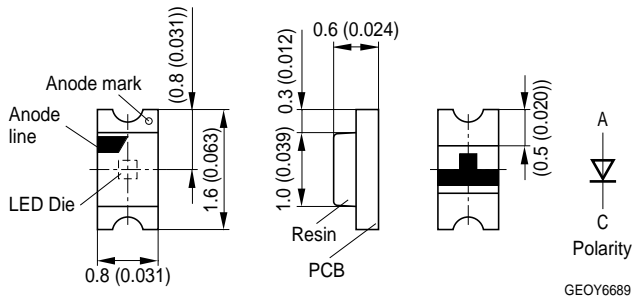 (0.8 (0.031))
0.3 (0.012)
0.6 (0.024)
Anode mark
Anode
line
LED Die
1.6 (0.063)
1.0 (0.039)
(0.5 (0.020))
0.8 (0.031)
Resin
PCB
A
C
Polarity
GEOY6689